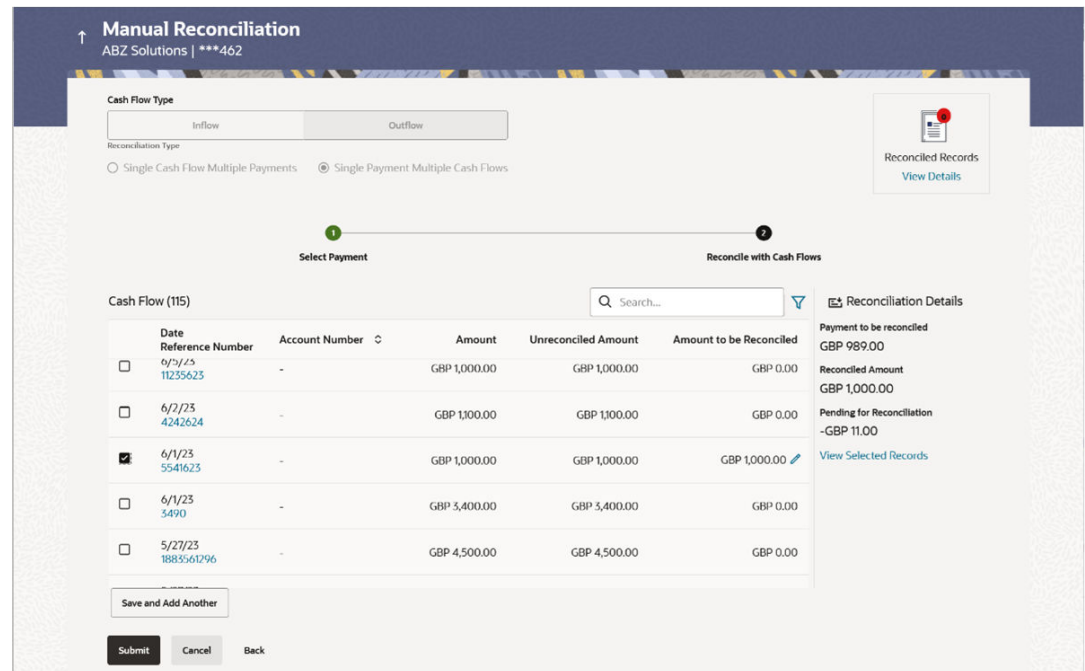 Manual Reconciliation
ABZ Solutions | ***462
Cash Flow Type
Inflow
Outflow
Reconciliation Type
Single Cash Flow Multiple Payments
Single Payment Multiple Cash Flows
0
Reconciled Records
View Details
1
2
Select Payment
Reconcile with Cash Flows
Cash Flow (115)
Search...
Reconciliation Details
Date
Reference Number
Account Number
Amount
Unreconciled Amount
Amount to be Reconciled
6/5/23
11235623
-
GBP 1,000.00
GBP 1,000.00
GBP 0.00
6/2/23
4242624
-
GBP 1,100.00
GBP 1,100.00
GBP 0.00
6/1/23
5541623
-
GBP 1,000.00
GBP 1,000.00
GBP 1,000.00
6/1/23
3490
-
GBP 3,400.00
GBP 3,400.00
GBP 0.00
5/27/23
1883561296
-
GBP 4,500.00
GBP 4,500.00
GBP 0.00
Payment to be reconciled
GBP 989.00
Reconciled Amount
GBP 1,000.00
Pending for Reconciliation
-GBP 11.00
View Selected Records
Save and Add Another
Submit
Cancel
Back